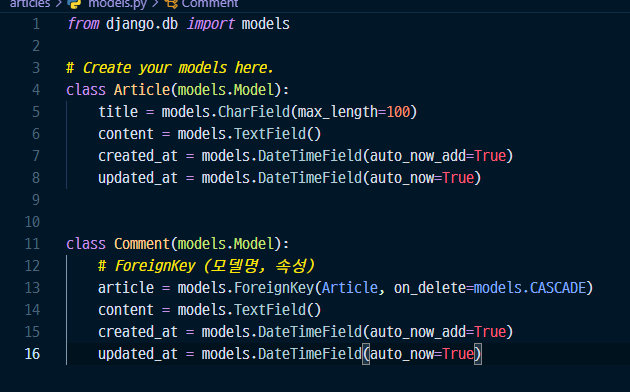 articles > models.py > Comment
1 from django.db import models
2
3 # Create your models here.
4 class Article(models.Model):
5     title = models.CharField(max_length=100)
6     content = models.TextField()
7     created_at = models.DateTimeField(auto_now_add=True)
8     updated_at = models.DateTimeField(auto_now=True)
9
10
11 class Comment(models.Model):
12     # ForeignKey (모델명, 속성)
13     article = models.ForeignKey(Article, on_delete=models.CASCADE)
14     content = models.TextField()
15     created_at = models.DateTimeField(auto_now_add=True)
16     updated_at = models.DateTimeField(auto_now=True)